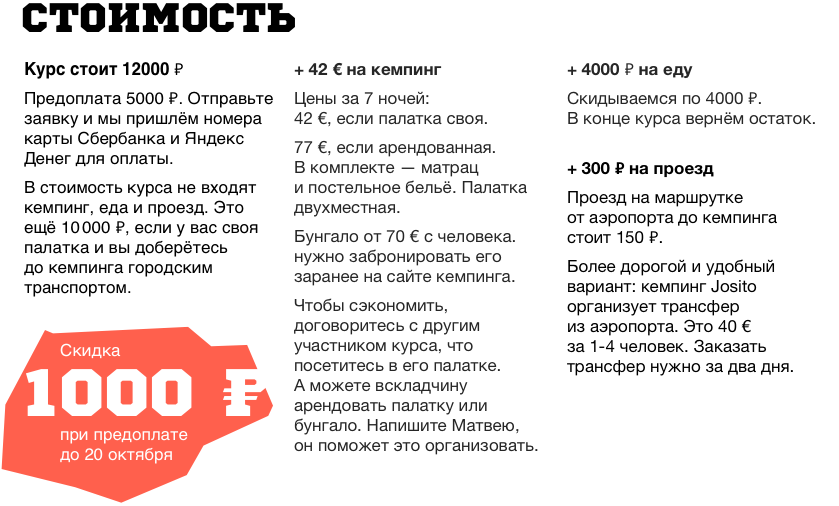 СТОИМОСТЬ
Курс стоит 12000 ₽
Предоплата 5000 ₽. Отправьте
заявку и мы пришлём номера
карты Сбербанка и Яндекс
Денег для оплаты.
В стоимость курса не входят
кемпинг, еда и проезд. Это
ещё 10 000 ₽, если у вас своя
палатка и вы доберётесь
до кемпинга городским
транспортом.
Скидка
1000 ₽
при предоплате
до 20 октября
+ 42 € на кемпинг
Цены за 7 ночей:
42 €, если палатка своя.
77 €, если арендованная.
В комплекте — матрац
и постельное бельё. Палатка
двухместная.
Бунгало от 70 € с человека.
нужно забронировать его
заранее на сайте кемпинга.
Чтобы сэкономить,
договоритесь с другим
участником курса, что
посетитесь в его палатке.
А можете вскладчину
арендовать палатку или
бунгало. Напишите Матвею,
он поможет это организовать.
+ 4000 ₽ на еду
Скидываемся по 4000 ₽.
В конце курса вернём остаток.
+ 300 ₽ на проезд
Проезд на маршрутке
от аэропорта до кемпинга
стоит 150 ₽.
Более дорогой и удобный
вариант: кемпинг Josito
организует трансфер
из аэропорта. Это 40 €
за 1-4 человек. Заказать
трансфер нужно за два дня.